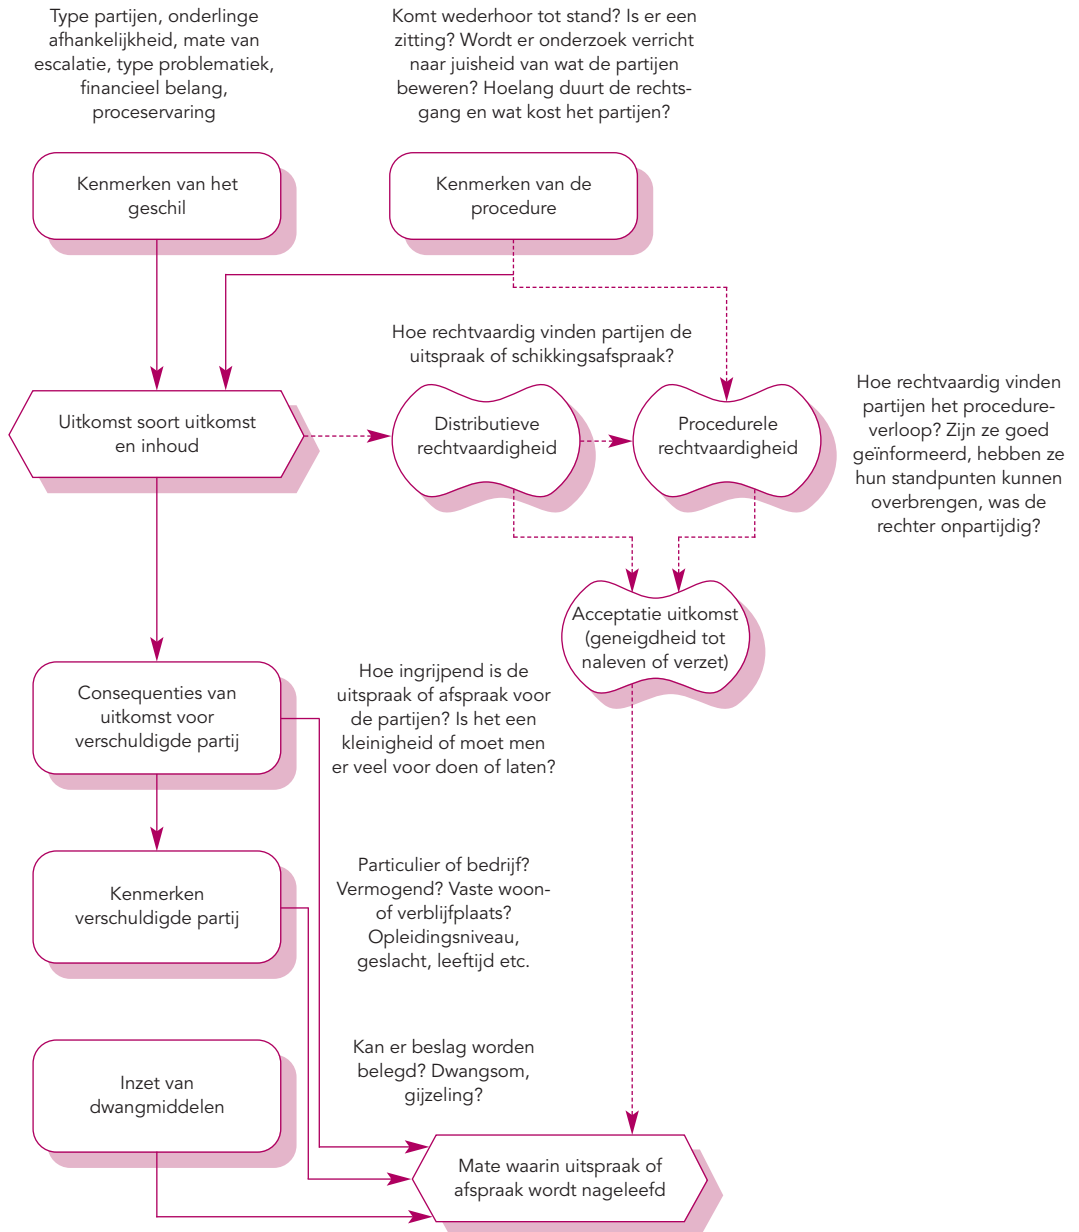 Type partijen, onderlinge
afhankelijkheid, mate van
escalatie, type problematiek,
financieel belang,
proceservaring
Komt wederhoor tot stand? Is er een
zitting? Wordt er onderzoek verricht
naar juisheid van wat de partijen
beweren? Hoelang duurt de rechts-
gang en wat kost het partijen?
Kenmerken van het
geschil
Kenmerken van de
procedure
Hoe rechtvaardig vinden partijen de
uitspraak of schikkingsafspraak?
Uitkomst soort uitkomst
en inhoud
Distributieve
rechtvaardigheid
Procedurele
rechtvaardigheid
Hoe rechtvaardig vinden
partijen het procedure-
verloop? Zijn ze goed
geïnformeerd, hebben ze
hun standpunten kunnen
overbrengen, was de
rechter onpartijdig?
Acceptatie uitkomst
(geneigdheid tot
naleven of verzet)
Consequenties van
uitkomst voor
verschuldigde partij
Hoe ingrijpend is de
uitspraak of afspraak voor
de partijen? Is het een
kleinigheid of moet men
er veel voor doen of laten?
Kenmerken
verschuldigde partij
Particulier of bedrijf?
Vermogend? Vaste woon-
of verblijfplaats?
Opleidingsniveau,
geslacht, leeftijd etc.
Inzet van
dwangmiddelen
Kan er beslag worden
belegd? Dwangsom,
gijzeling?
Mate waarin uitspraak of
afspraak wordt nageleefd